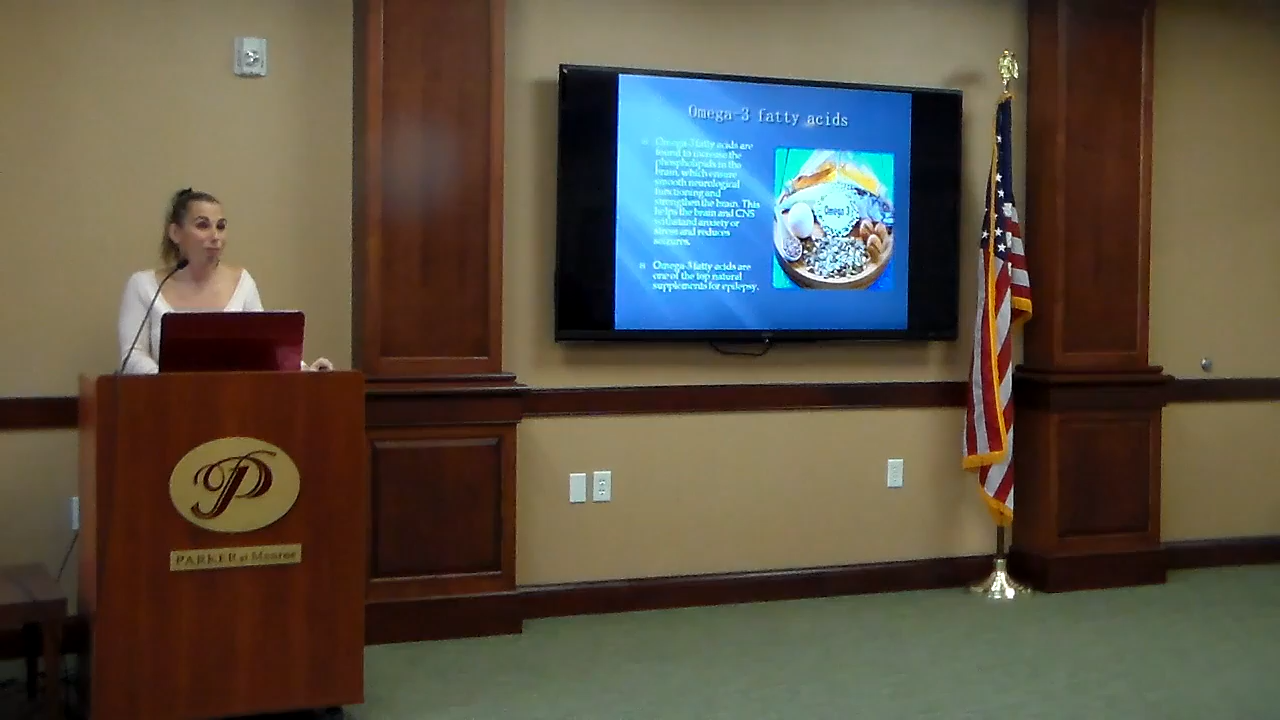 Omega-3 fatty acids
Omega-3 fatty acids are
found to increase the
phospholipids in the
brain, which ensure
smooth neurological
functioning and
strengthen the brain. This
helps the brain and CNS
withstand anxiety or
stress and reduces
seizures.
Omega-3 fatty acids are
one of the top natural
supplements for epilepsy.
Omega 3
P
PARKER at Monroe